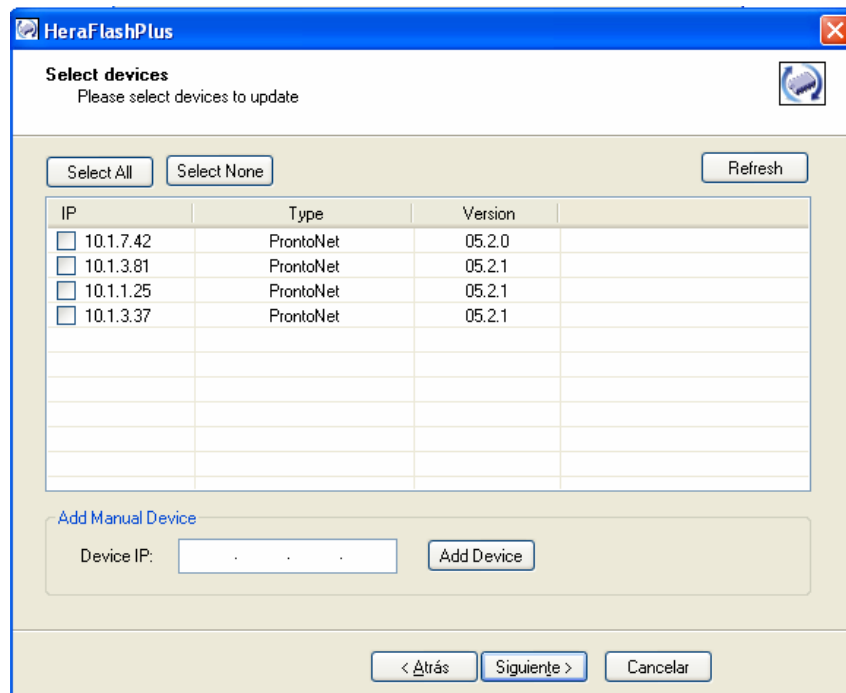 HeraFlashPlus
Select devices
Please select devices to update
Select All Select None Refresh
IP Type Version
10.1.7.42 ProntoNet 05.2.0
10.1.3.81 ProntoNet 05.2.1
10.1.1.25 ProntoNet 05.2.1
10.1.3.37 ProntoNet 05.2.1
Add Manual Device
Device IP: . . . Add Device
< Atrás Siguiente > Cancelar